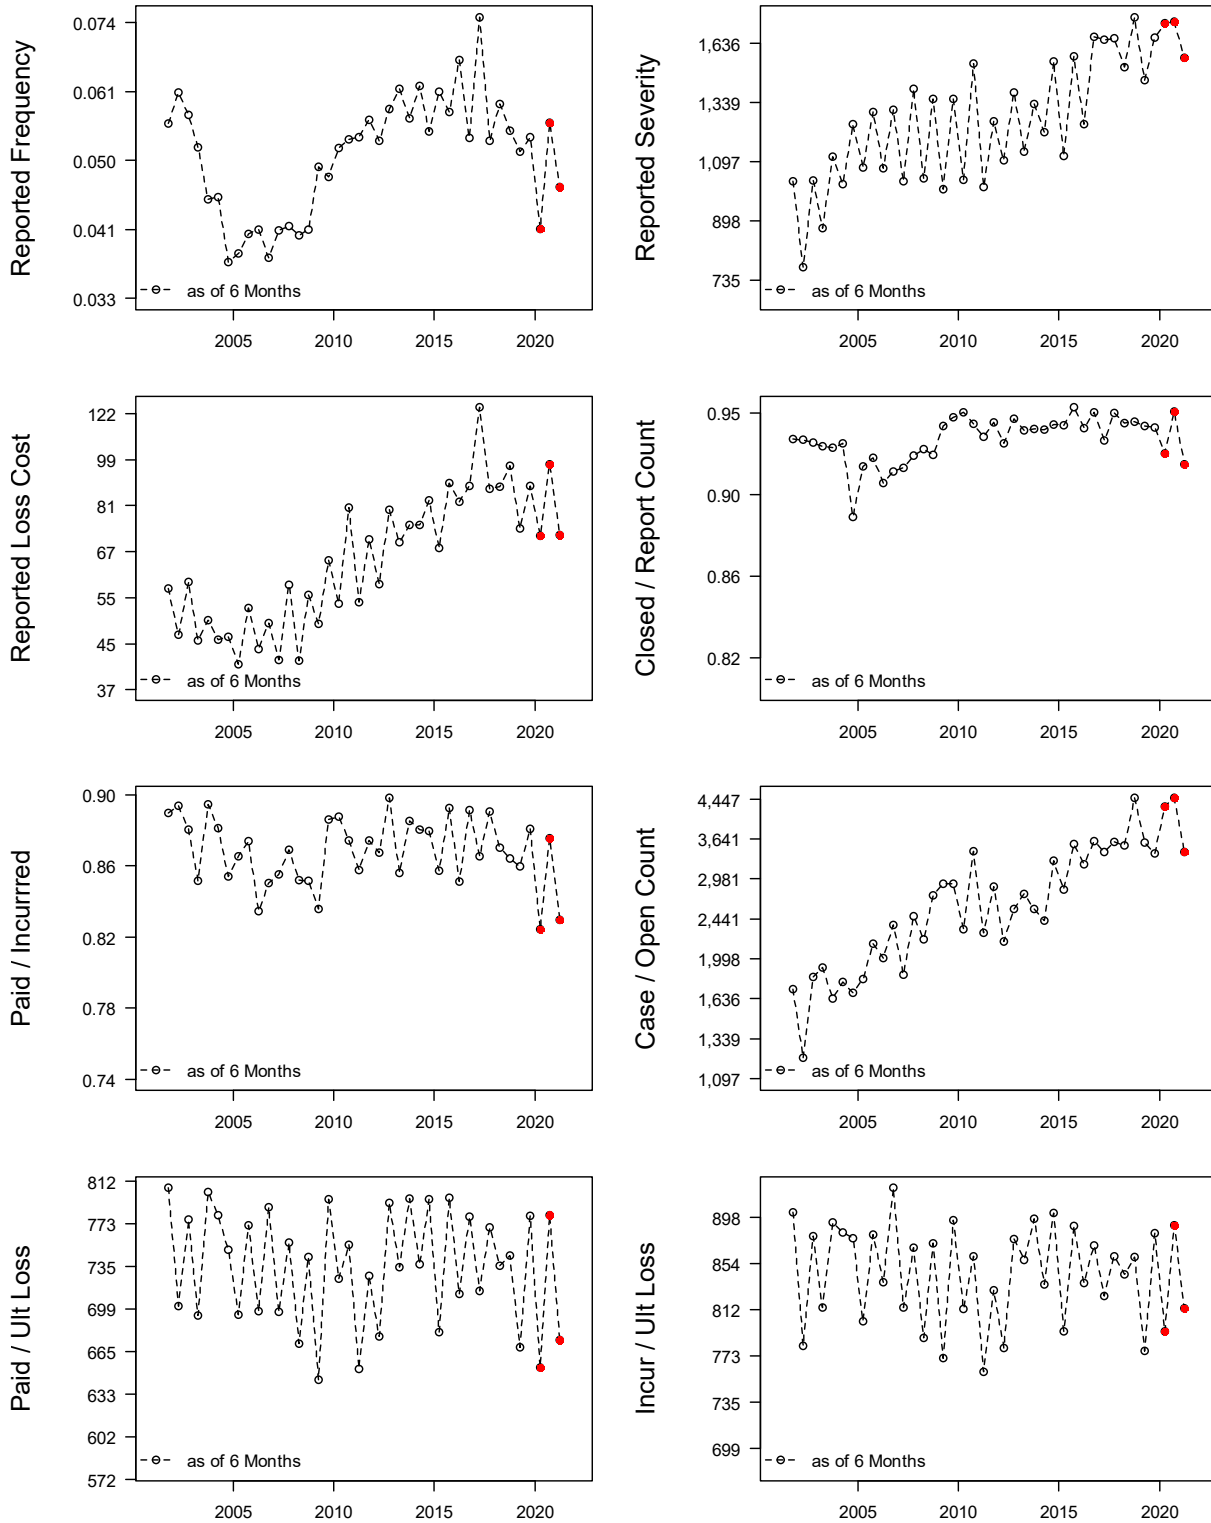 Reported Frequency
0.074
0.061
0.050
0.041
0.033
as of 6 Months
2005 2010 2015 2020
Reported Severity
1,636
1,339
1,097
898
735
as of 6 Months
2005 2010 2015 2020
Reported Loss Cost
122
99
81
67
55
45
37
as of 6 Months
2005 2010 2015 2020
Closed / Report Count
0.95
0.90
0.86
0.82
as of 6 Months
2005 2010 2015 2020
Paid / Incurrred
0.90
0.86
0.82
0.78
0.74
as of 6 Months
2005 2010 2015 2020
Case / Open Count
4,447
3,641
2,981
2,441
1,998
1,636
1,339
1,097
as of 6 Months
2005 2010 2015 2020
Paid / Ult Loss
812
773
735
699
665
633
602
572
as of 6 Months
2005 2010 2015 2020
Incur / Ult Loss
898
854
812
773
735
699
as of 6 Months
2005 2010 2015 2020